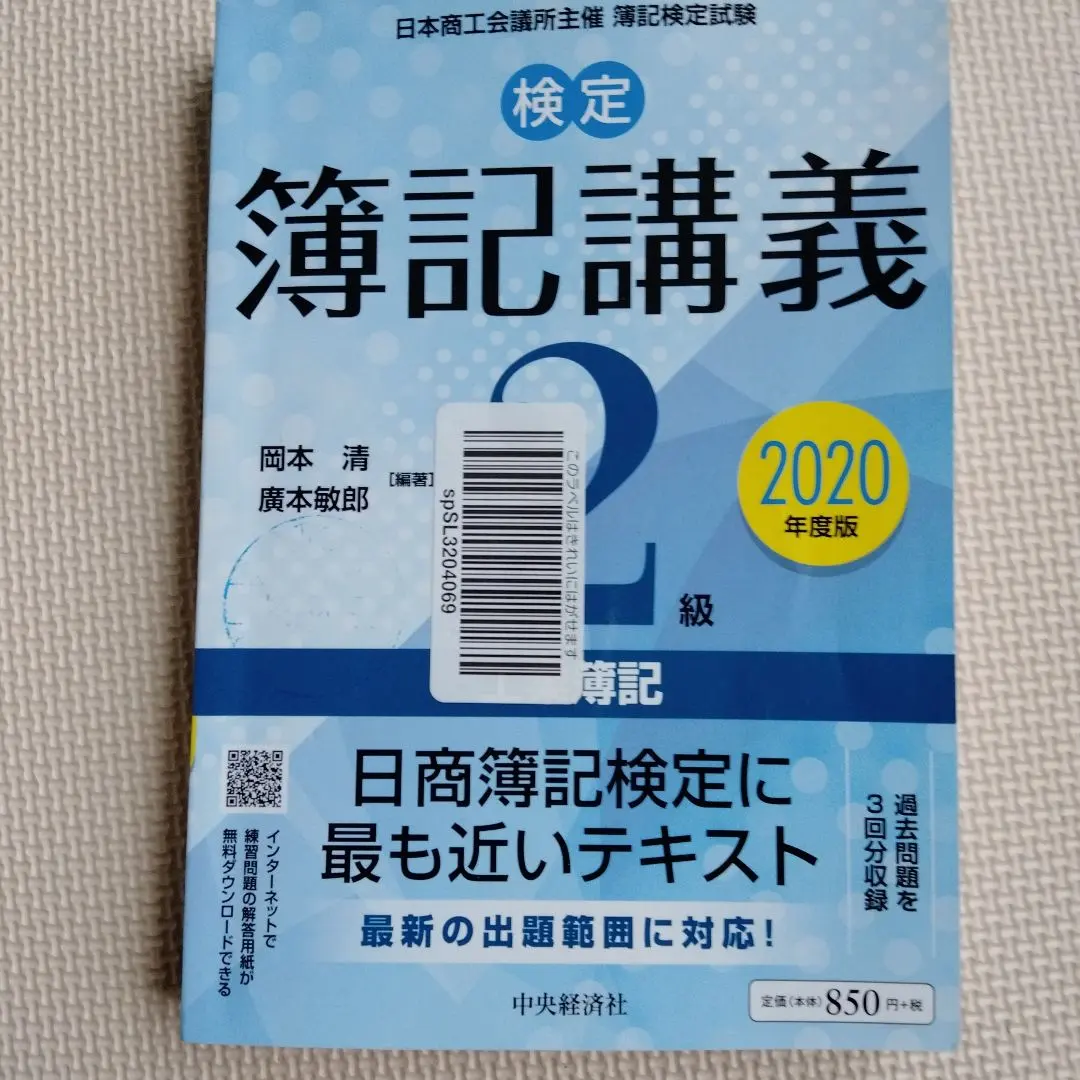 日本商工会議所主催 簿記検定試験
検定
簿記講義
2
級
2020
年度版
岡本 清
廣本敏郎
[編著]
spSL3204069
このラベルはきれいにはがせます
簿記
日商簿記検定に
最も近いテキスト
最新の出題範囲に対応!
過去問題を
3回分収録
インターネットで
練習問題の解答用紙が
無料ダウンロードできる
中央経済社
定価(本体)850円+税